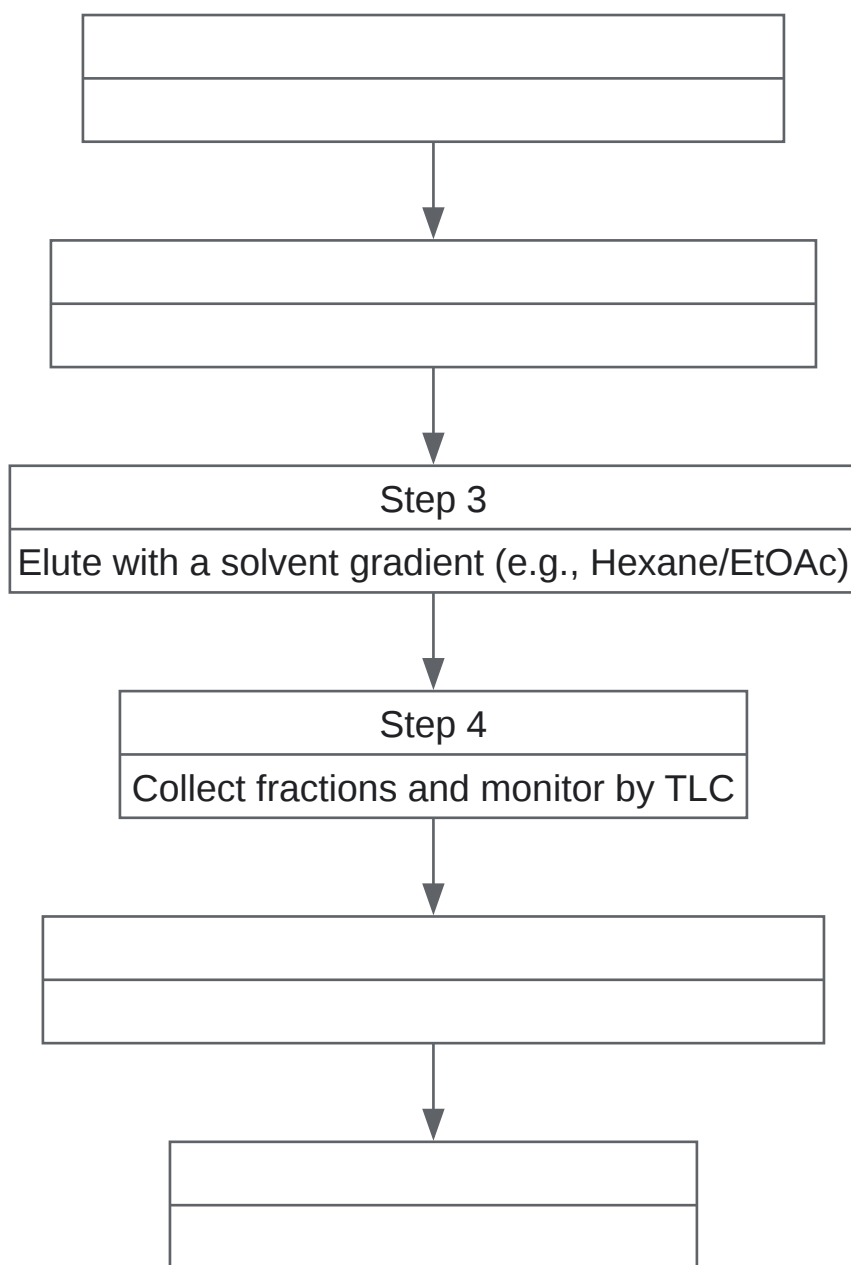 Step 3
Elute with a solvent gradient (e.g., Hexane/EtOAc)
Step 4
Collect fractions and monitor by TLC